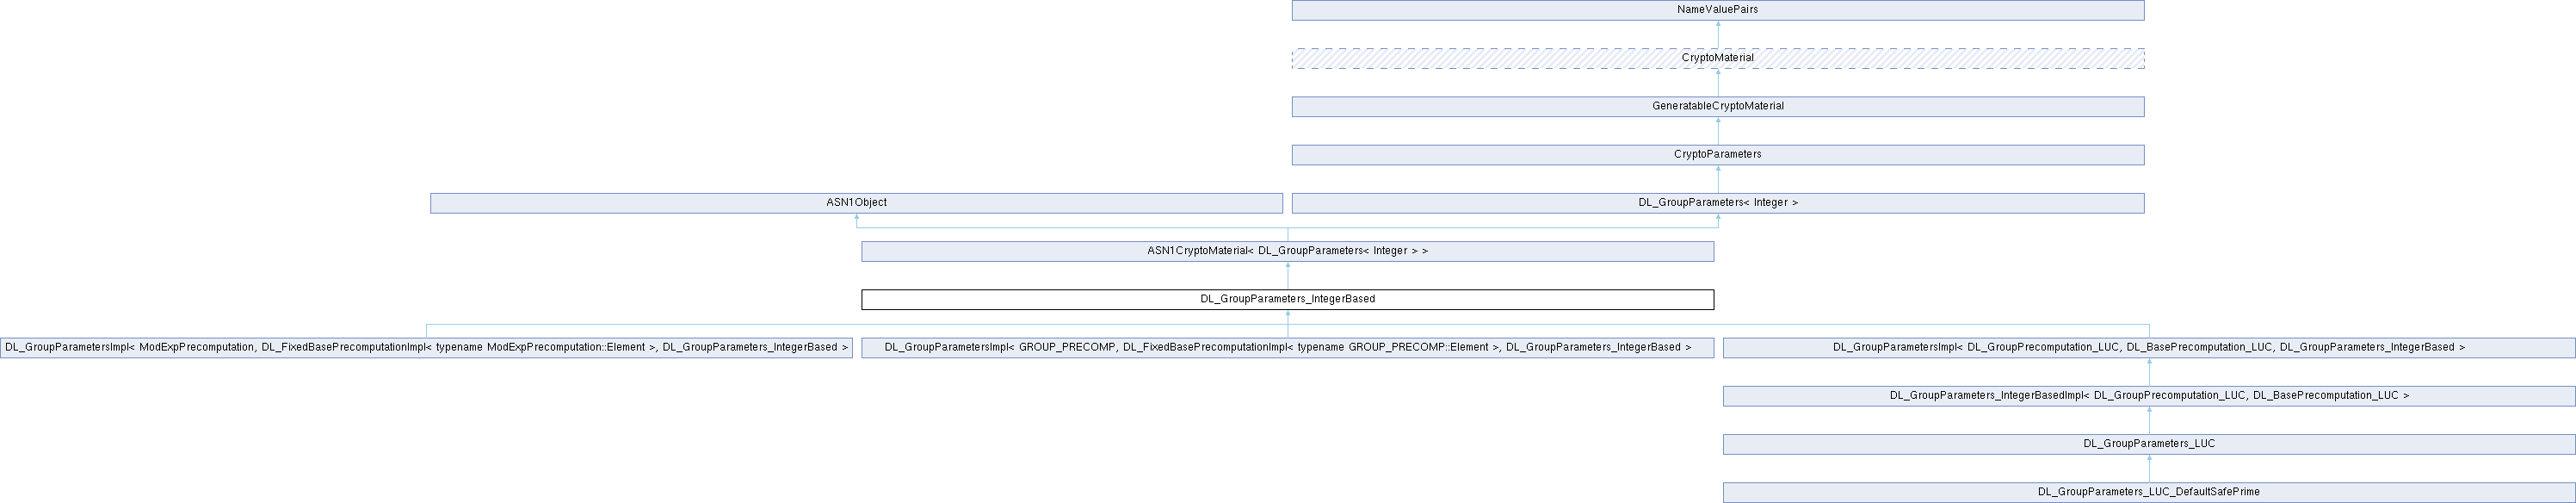 NameValuePairs
CryptoMaterial
GeneratableCryptoMaterial
CryptoParameters
ASN1Object
DL_GroupParameters< Integer >
ASN1CryptoMaterial< DL_GroupParameters< Integer > >
DL_GroupParameters_IntegerBased
DL_GroupParametersImpl< ModExpPrecomputation, DL_FixedBasePrecomputationImpl< typename ModExpPrecomputation::Element >, DL_GroupParameters_IntegerBased >
DL_GroupParametersImpl< GROUP_PRECOMP, DL_FixedBasePrecomputationImpl< typename GROUP_PRECOMP::Element >, DL_GroupParameters_IntegerBased >
DL_GroupParametersImpl< DL_GroupPrecomputation_LUC, DL_BasePrecomputation_LUC, DL_GroupParameters_IntegerBased >
DL_GroupParameters_IntegerBasedImpl< DL_GroupPrecomputation_LUC, DL_BasePrecomputation_LUC >
DL_GroupParameters_LUC
DL_GroupParameters_LUC_DefaultSafePrime